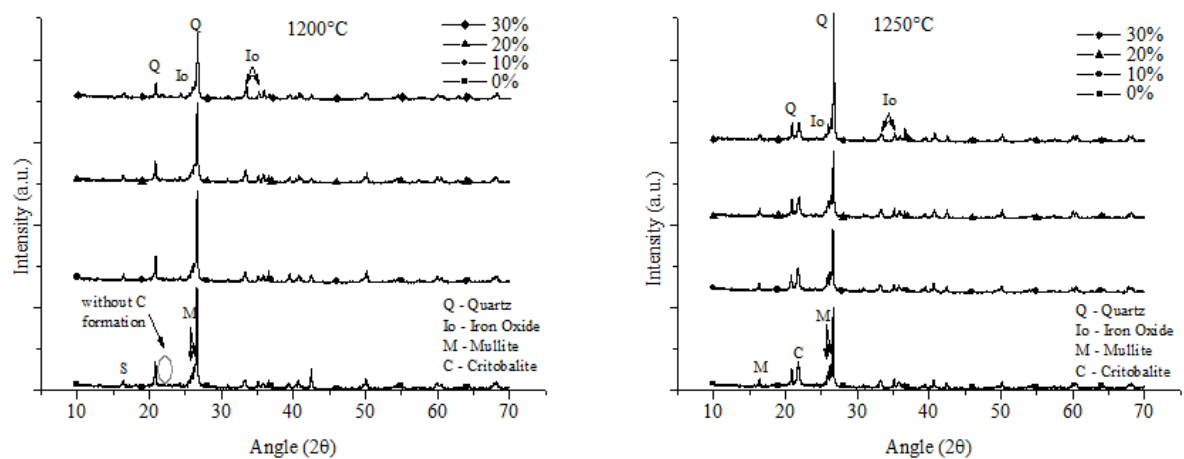 Q
1200°C
30%
20%
10%
0%
Q
Io
Io
Intensity (a.u.)
without C
formation
M
S
Q - Quartz
Io - Iron Oxide
M - Mullite
C - Critobalite
10 20 30 40 50 60 70
Angle (2θ)
Q
1250°C
30%
20%
10%
0%
Q
Io
Io
Intensity (a.u.)
M
M
C
Q - Quartz
Io - Iron Oxide
M - Mullite
C - Critobalite
10 20 30 40 50 60 70
Angle (2θ)